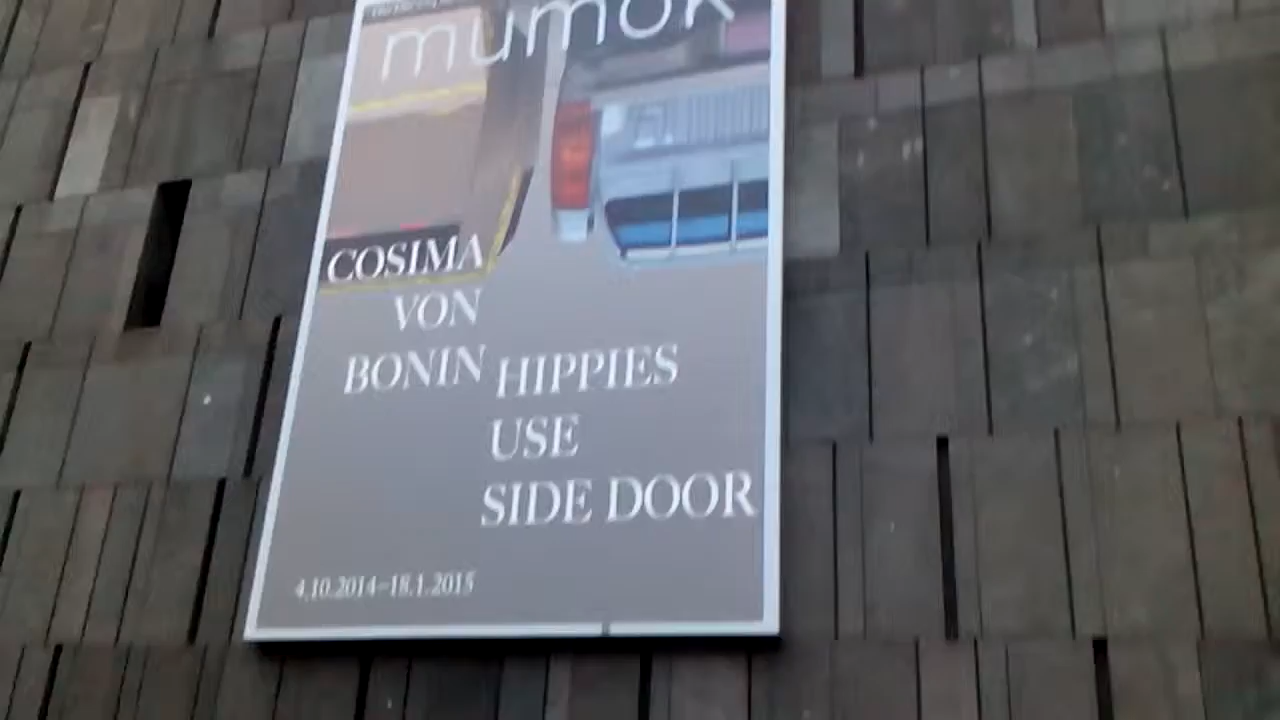 mumok
COSIMA
VON
BONIN
HIPPIES
USE
SIDE DOOR
4.10.2014–18.1.2015